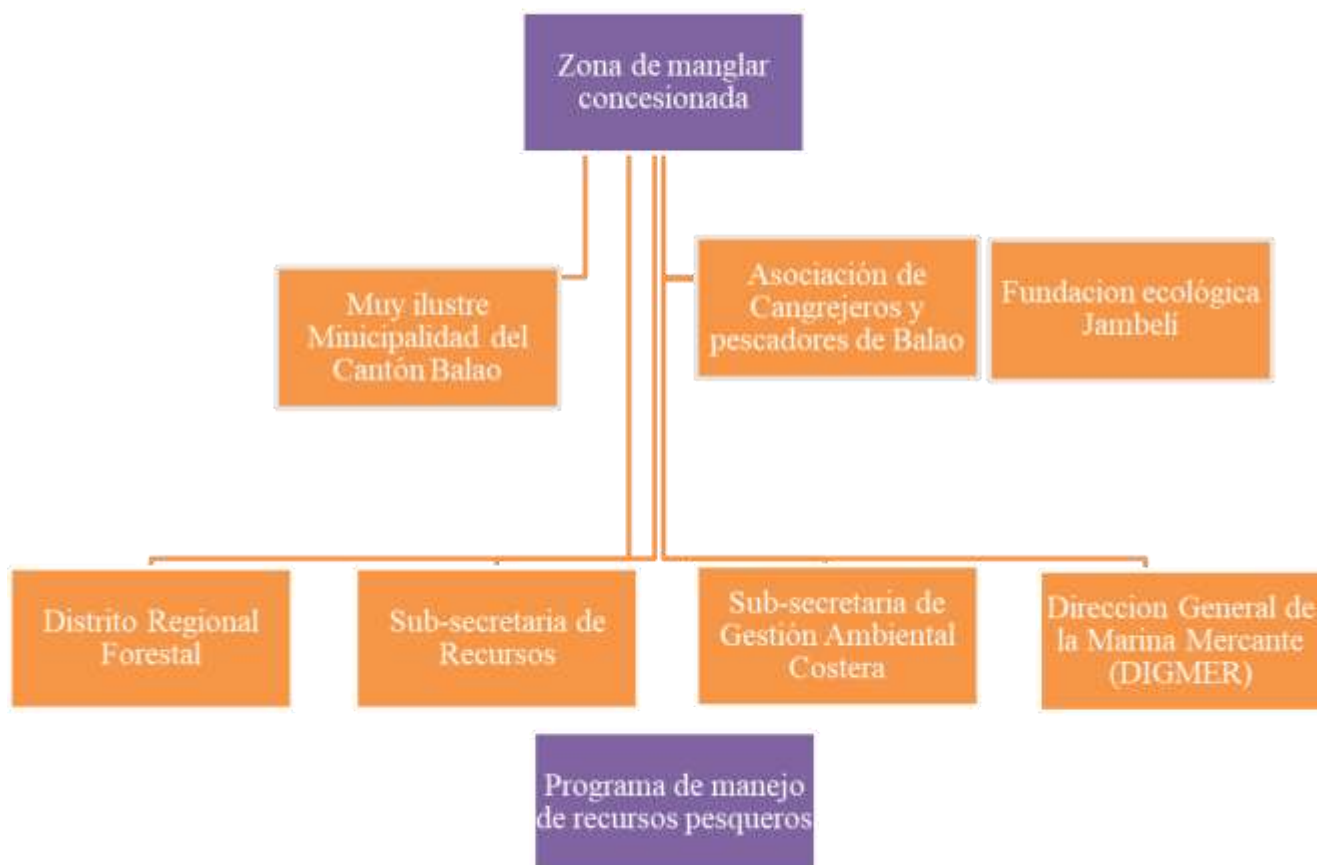 Zona de manglar
concesionada
Muy ilustre
Minicipalidad del
Cantón Balao
Asociación de
Cangrejeros y
pescadores de Balao
Fundacion ecológica
Jambelí
Distrito Regional
Forestal
Sub-secretaria de
Recursos
Sub-secretaria de
Gestión Ambiental
Costera
Direccion General de
la Marina Mercante
(DIGMER)
Programa de manejo
de recursos pesqueros